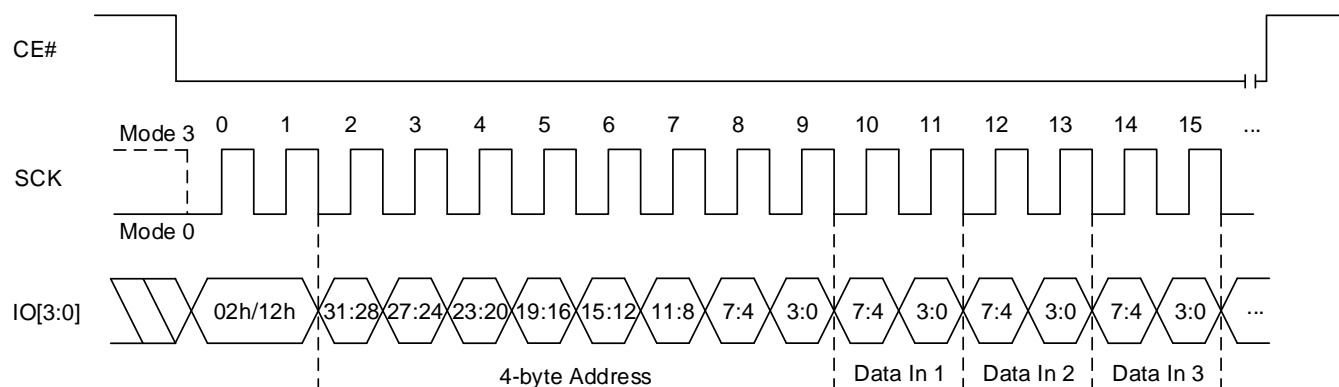 CE#
0 1 2 3 4 5 6 7 8 9 10 11 12 13 14 15 ...
Mode 3
SCK
Mode 0
IO[3:0] 02h/12h 31:28 27:24 23:20 19:16 15:12 11:8 7:4 3:0 7:4 3:0 7:4 3:0 7:4 3:0 ...
4-byte Address Data In 1 Data In 2 Data In 3